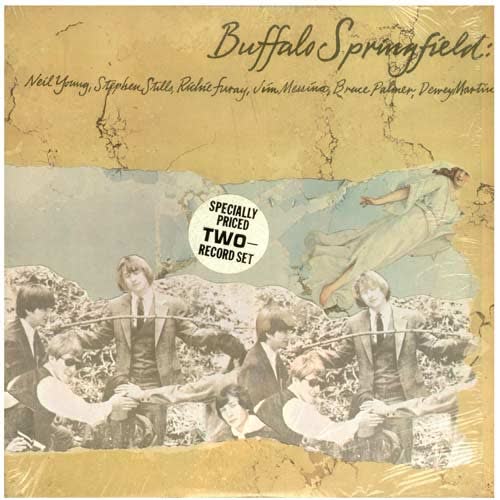 Buffalo Springfield:
Neil Young, Stephen Stills, Richie Furay, Jim Messina, Bruce Palmer, Dewey Martin
SPECIALLY
PRICED
TWO—
RECORD SET